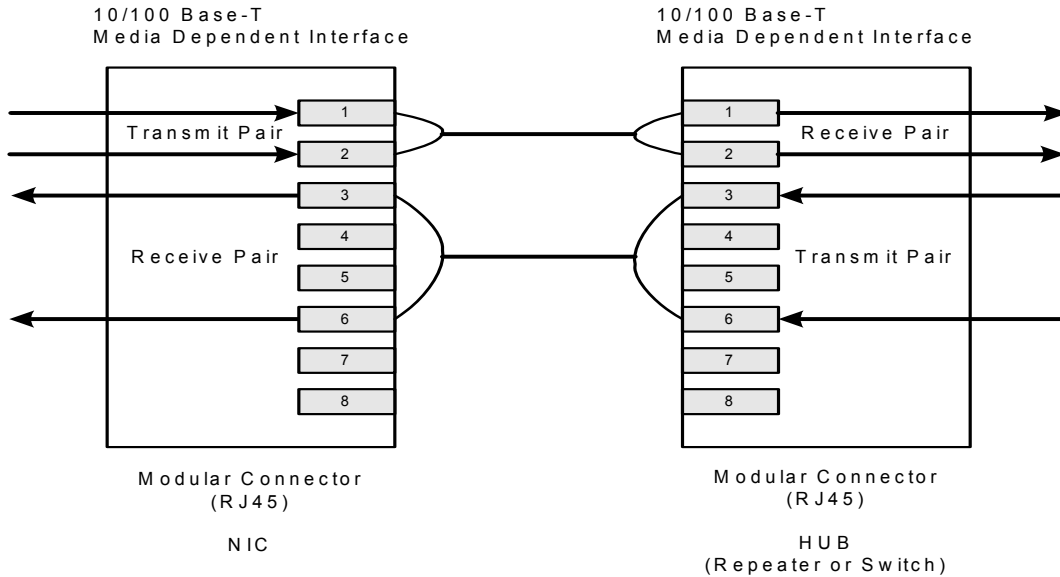 10/100 Base-T
Media Dependent Interface
1
Transmit Pair
2
3
4
Receive Pair
5
6
7
8
Modular Connector
(RJ45)
NIC
10/100 Base-T
Media Dependent Interface
1
Receive Pair
2
3
4
Transmit Pair
5
6
7
8
Modular Connector
(RJ45)
HUB
(Repeater or Switch)